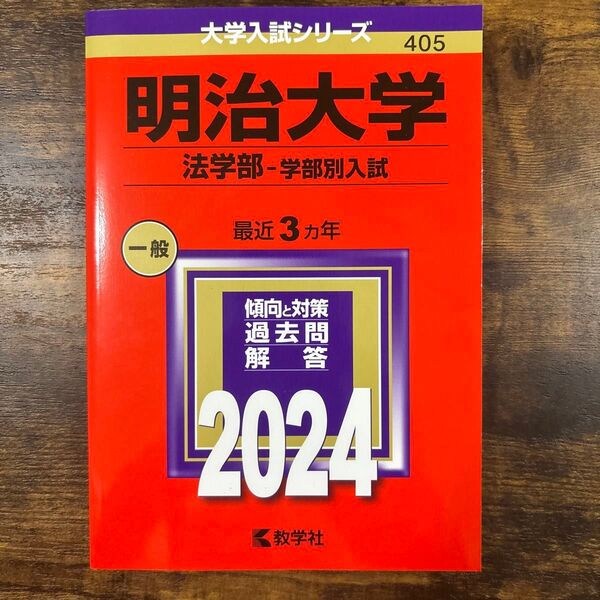 大学入試シリーズ
405
明治大学
法学部-学部別入試
最近3カ年
一般
傾向と対策
過去問
解答
2024
教学社